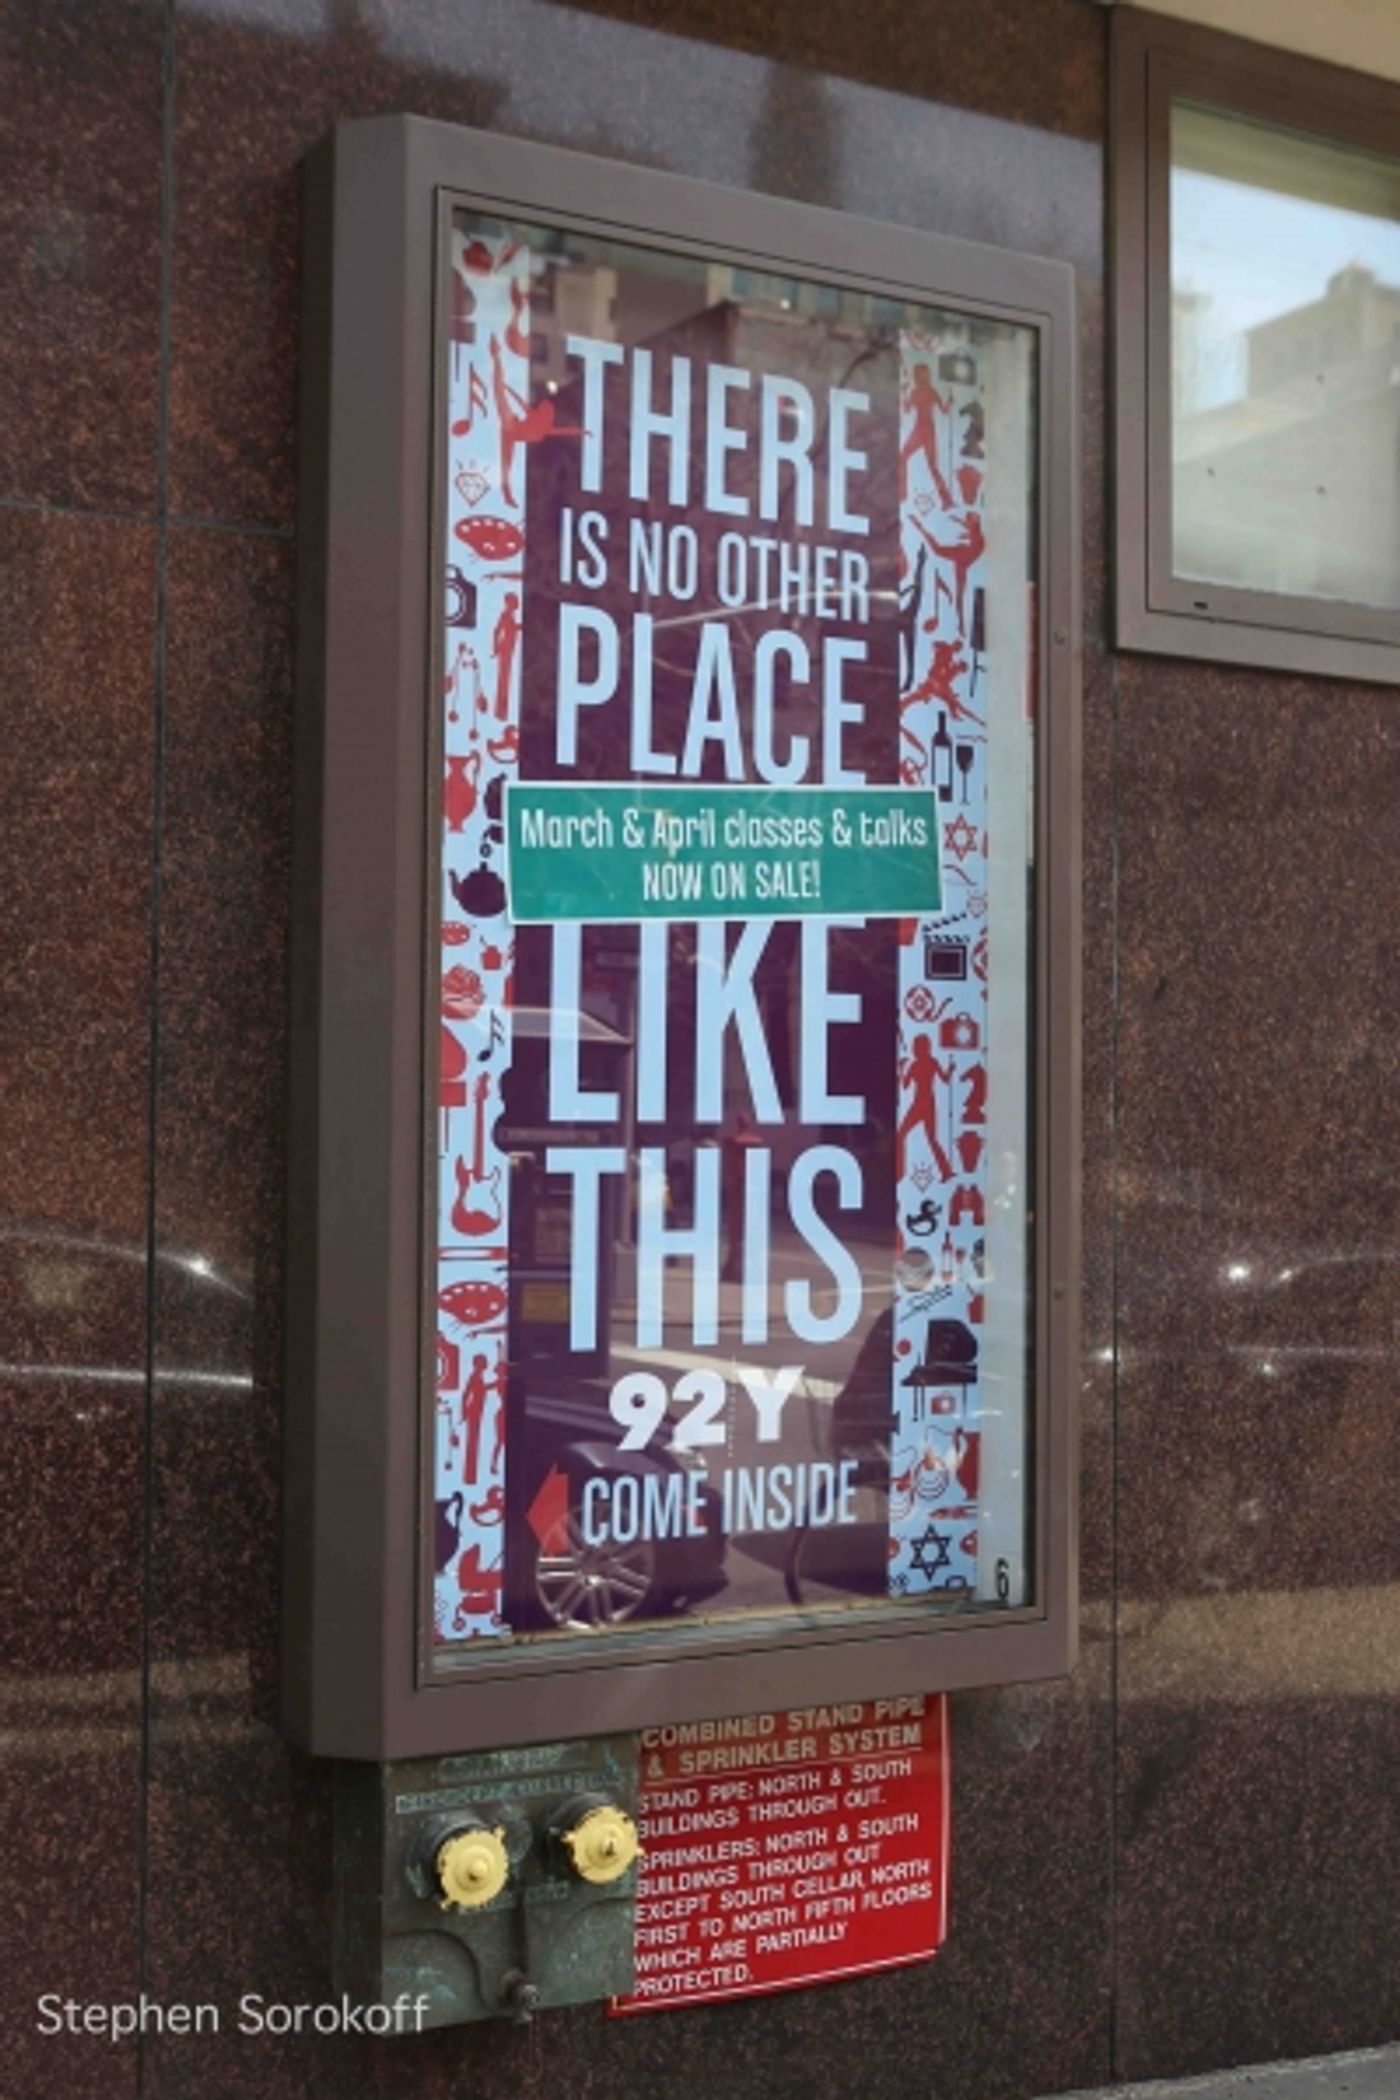 THERE
IS NO OTHER
PLACE
March & April classes & talks
NOW ON SALE!
LIKE
THIS
92Y
COME INSIDE
6
COMBINED STAND PIPE
& SPRINKLER SYSTEM
STAND PIPE: NORTH & SOUTH
BUILDINGS THROUGH OUT.
SPRINKLERS: NORTH & SOUTH
BUILDINGS THROUGH OUT
EXCEPT SOUTH CELLAR, NORTH
FIRST TO NORTH FIFTH FLOORS
WHICH ARE PARTIALLY
PROTECTED.
Stephen Sorokoff